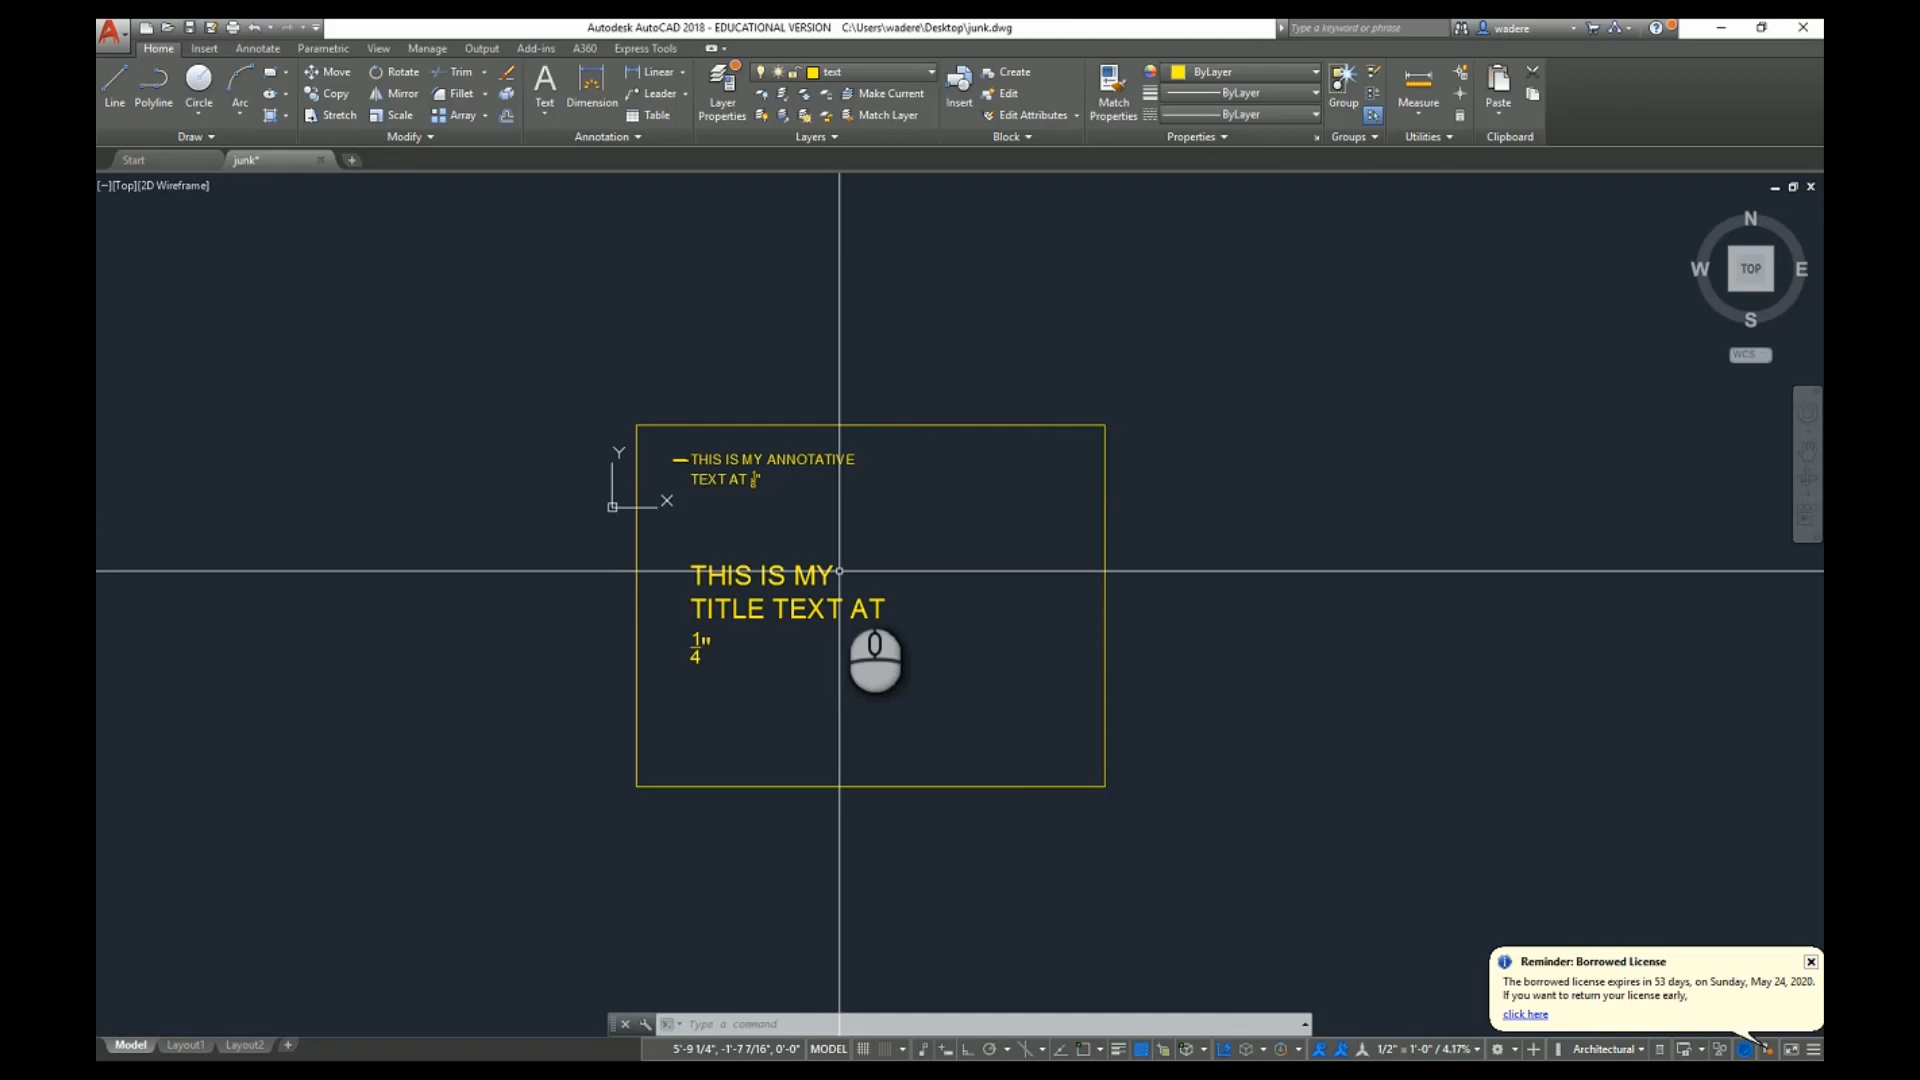 Autodesk AutoCAD 2018 - EDUCATIONAL VERSION C:\Users\wadere\Desktop\junk.dwg
Type a keyword or phrase
wadere
Home Insert Annotate Parametric View Manage Output Add-ins A360 Express Tools
Line Polyline Circle Arc
Move Rotate Trim
Copy Mirror Fillet
Stretch Scale Array
Text Dimension
Linear
Leader
Table
Layer Properties
text
Make Current
Match Layer
Insert
Create
Edit
Edit Attributes
Match Properties
ByLayer
ByLayer
ByLayer
Group
Measure
Paste
Draw Modify Annotation Layers Block Properties Groups Utilities Clipboard
Start junk*
[−][Top][2D Wireframe]
N
W TOP E
S
WCS
Y
X
THIS IS MY ANNOTATIVE
TEXT AT 1/8"
THIS IS MY
TITLE TEXT AT
1/4"
Reminder: Borrowed License
The borrowed license expires in 53 days, on Sunday, May 24, 2020.
If you want to return your license early,
click here
Type a command
Model Layout1 Layout2 +
5'-9 1/4", -1'-7 7/16", 0'-0" MODEL
1/2" = 1'-0" / 4.17%
Architectural